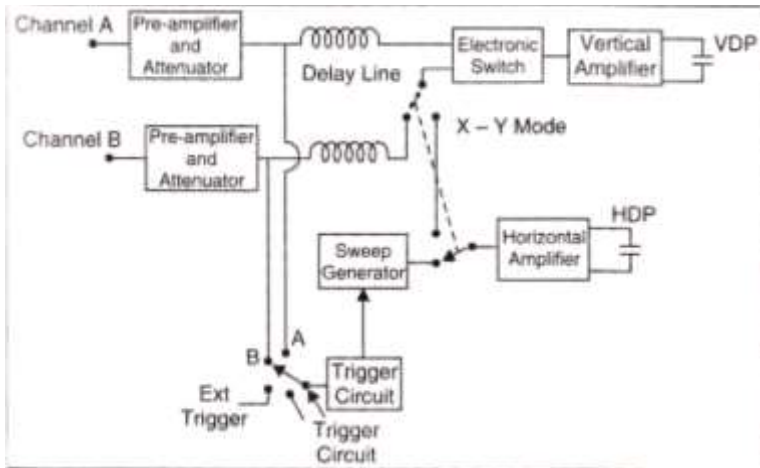 Channel A
Pre-amplifier
and
Attenuator
Delay Line
Electronic
Switch
Vertical
Amplifier
VDP
Channel B
Pre-amplifier
and
Attenuator
X – Y Mode
Sweep
Generator
Horizontal
Amplifier
HDP
A
B
Trigger
Circuit
Ext
Trigger
Trigger
Circuit